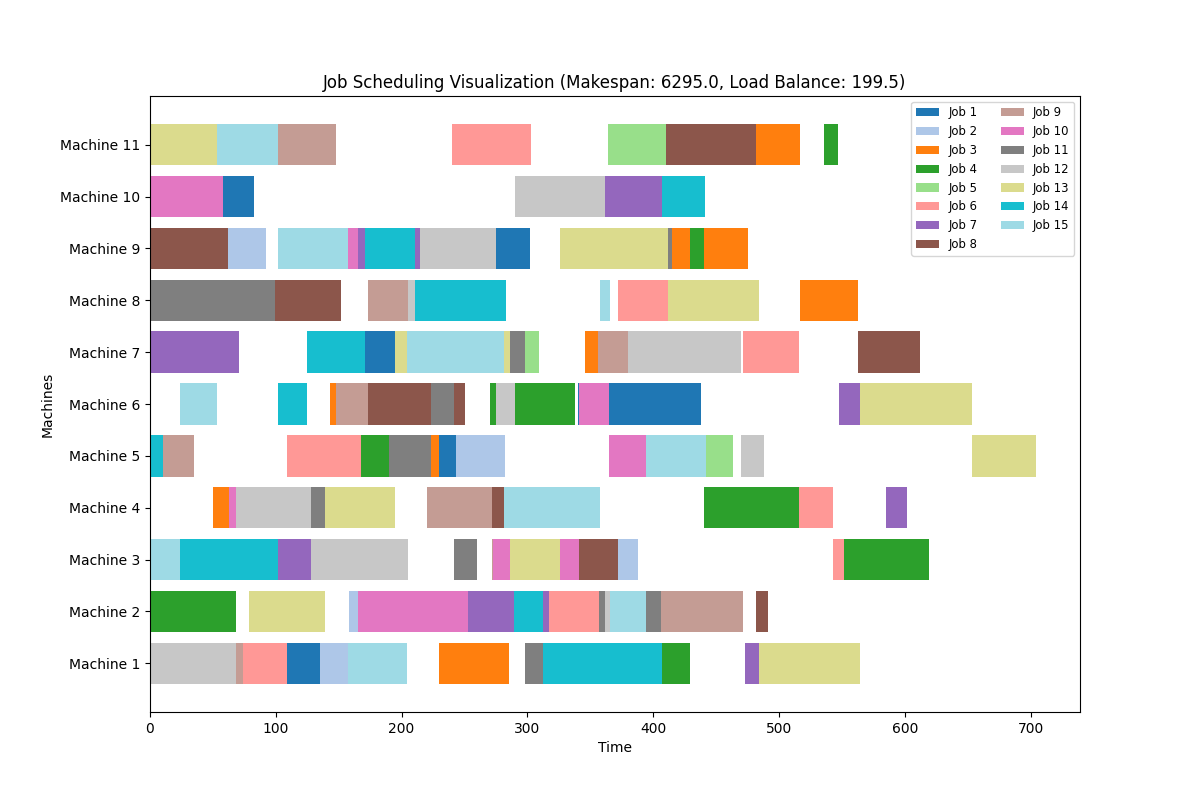 Job Scheduling Visualization (Makespan: 6295.0, Load Balance: 199.5)
Machine 11
Machine 10
Machine 9
Machine 8
Machine 7
Machine 6
Machine 5
Machine 4
Machine 3
Machine 2
Machine 1
Machines
0 100 200 300 400 500 600 700
Time
Job 1
Job 2
Job 3
Job 4
Job 5
Job 6
Job 7
Job 8
Job 9
Job 10
Job 11
Job 12
Job 13
Job 14
Job 15